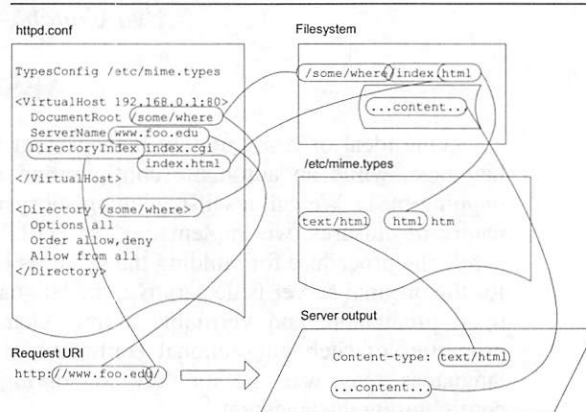 httpd.conf
TypesConfig /etc/mime.types
<VirtualHost 192.168.0.1:80>
DocumentRoot /some/where
ServerName www.foo.edu
DirectoryIndex index.cgi
index.html
</VirtualHost>
<Directory /some/where>
Options all
Order allow,deny
Allow from all
</Directory>
Request URI
http://www.foo.edu/
Filesystem
/some/where/index.html
...content...
/etc/mime.types
text/html html htm
Server output
Content-type: text/html
...content...